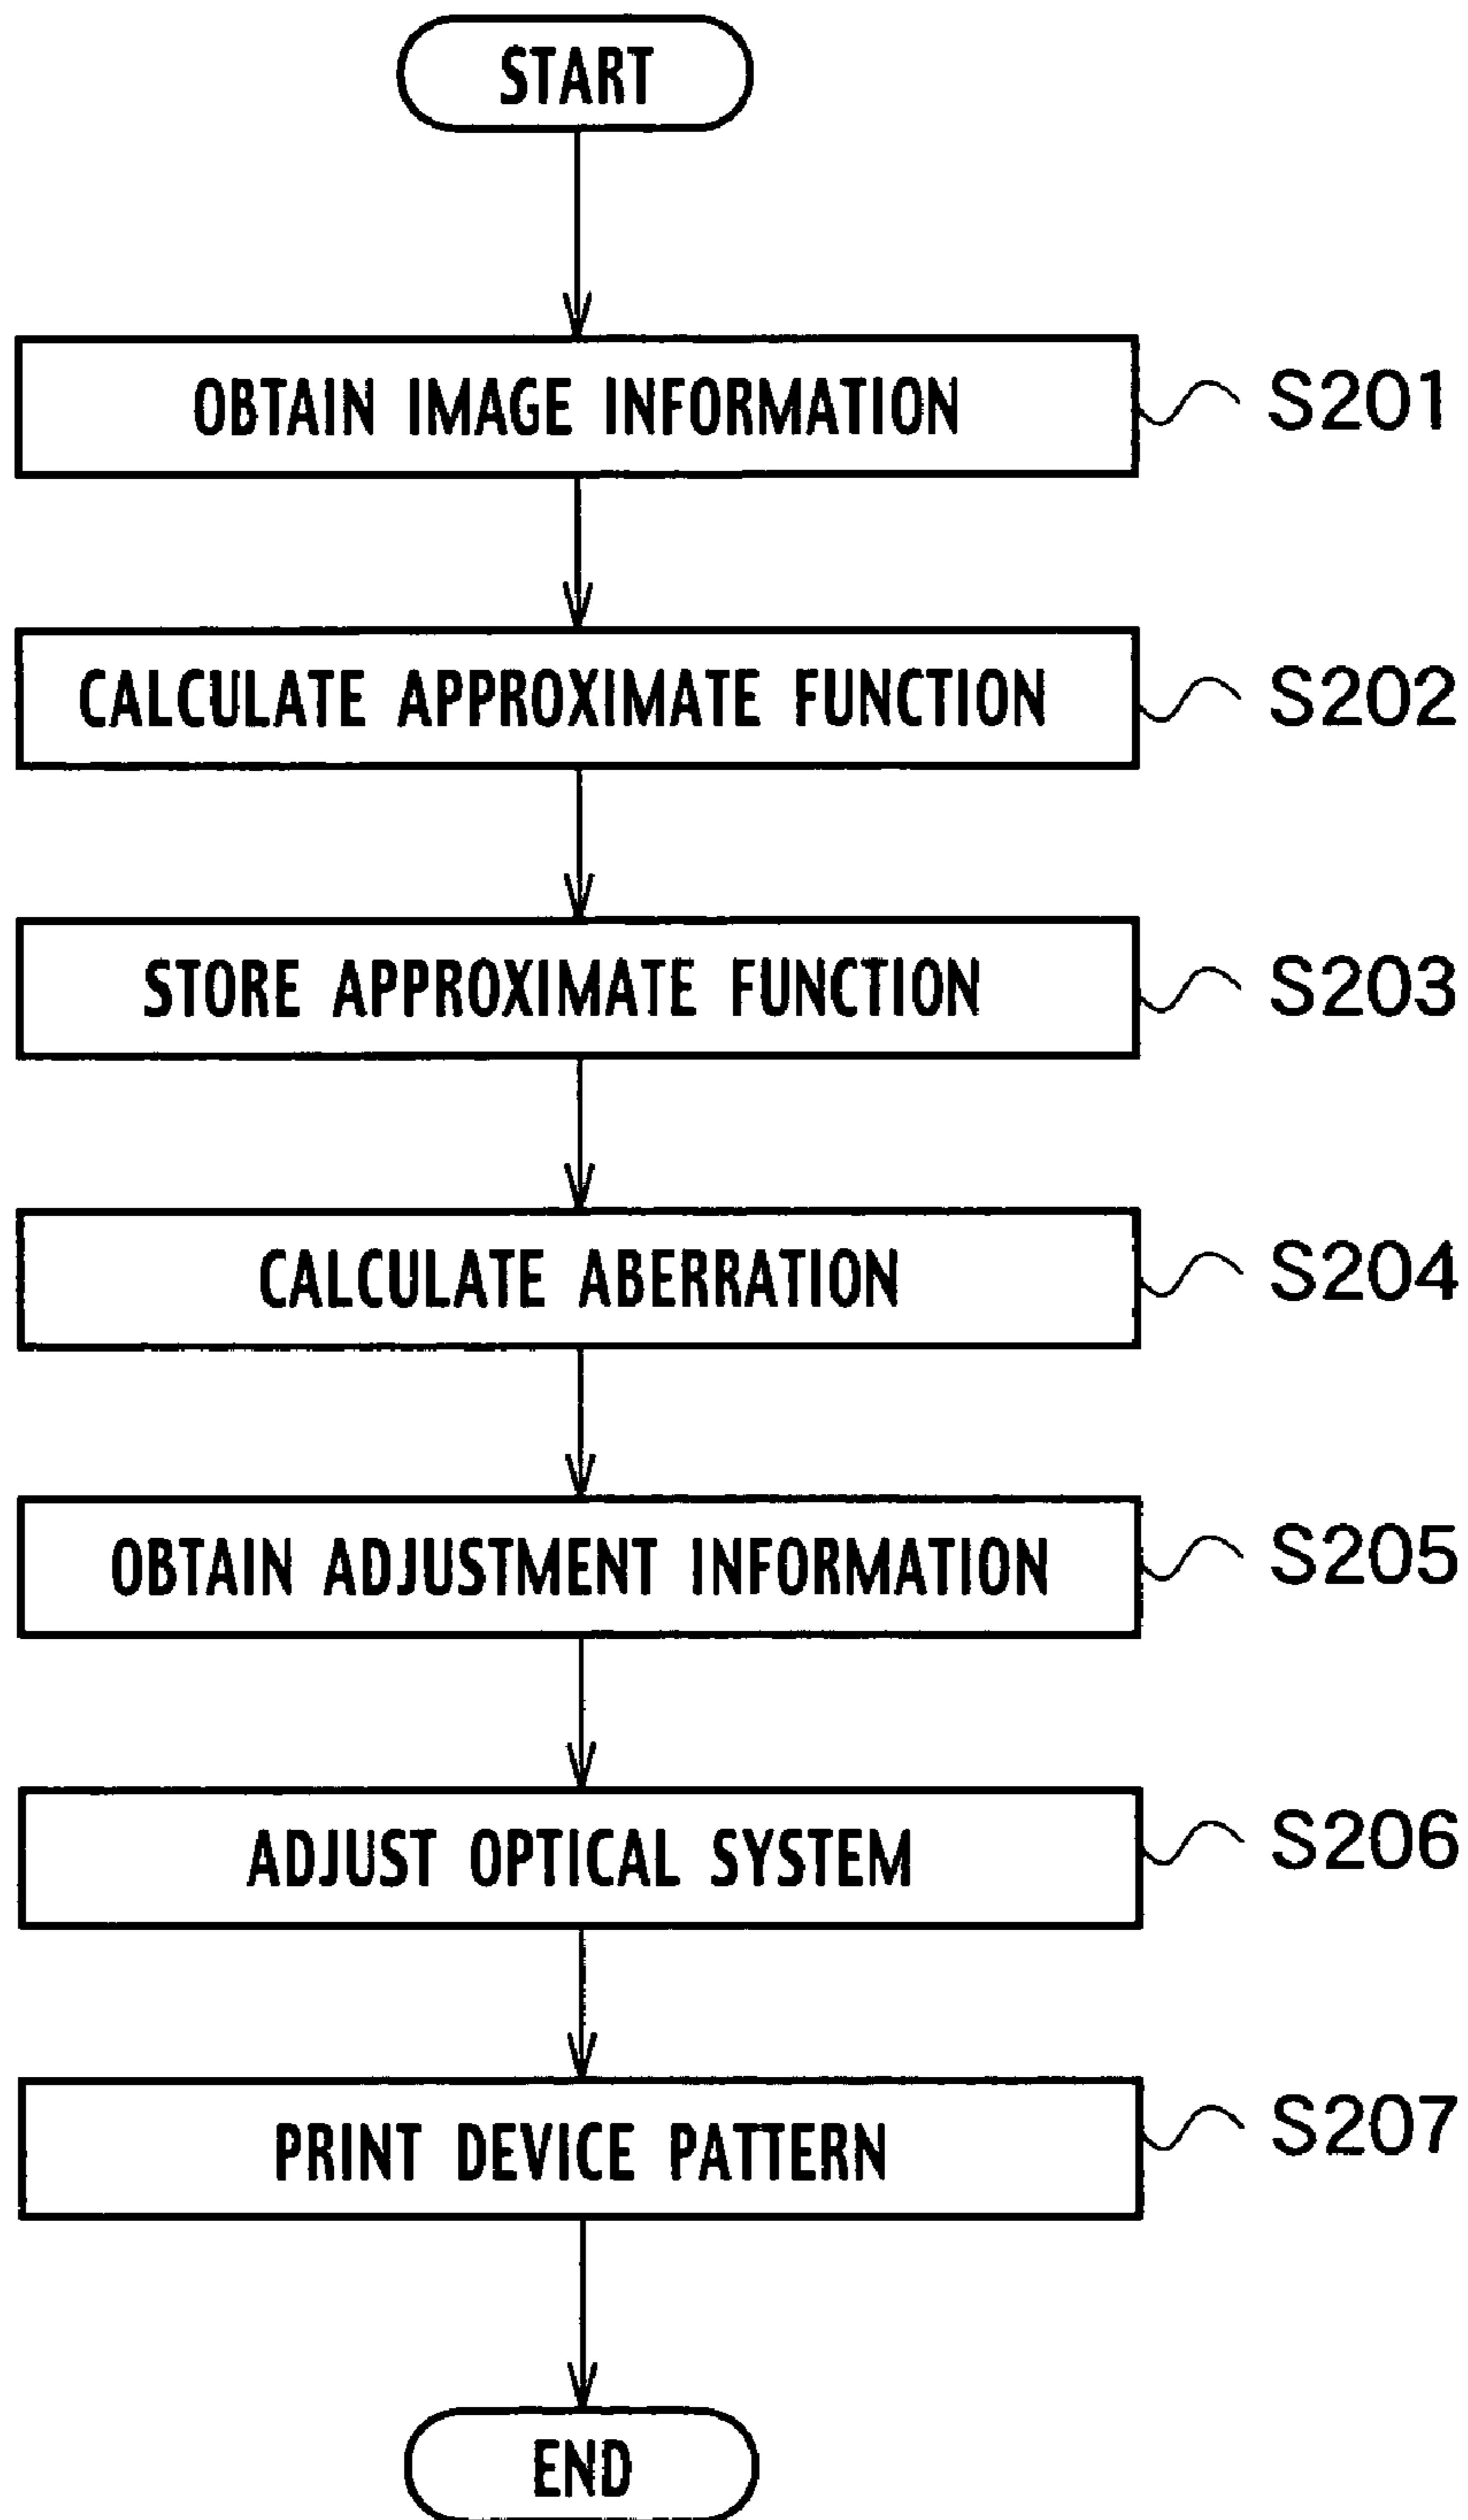 START
OBTAIN IMAGE INFORMATION S201
CALCULATE APPROXIMATE FUNCTION S202
STORE APPROXIMATE FUNCTION S203
CALCULATE ABERRATION S204
OBTAIN ADJUSTMENT INFORMATION S205
ADJUST OPTICAL SYSTEM S206
PRINT DEVICE PATTERN S207
END